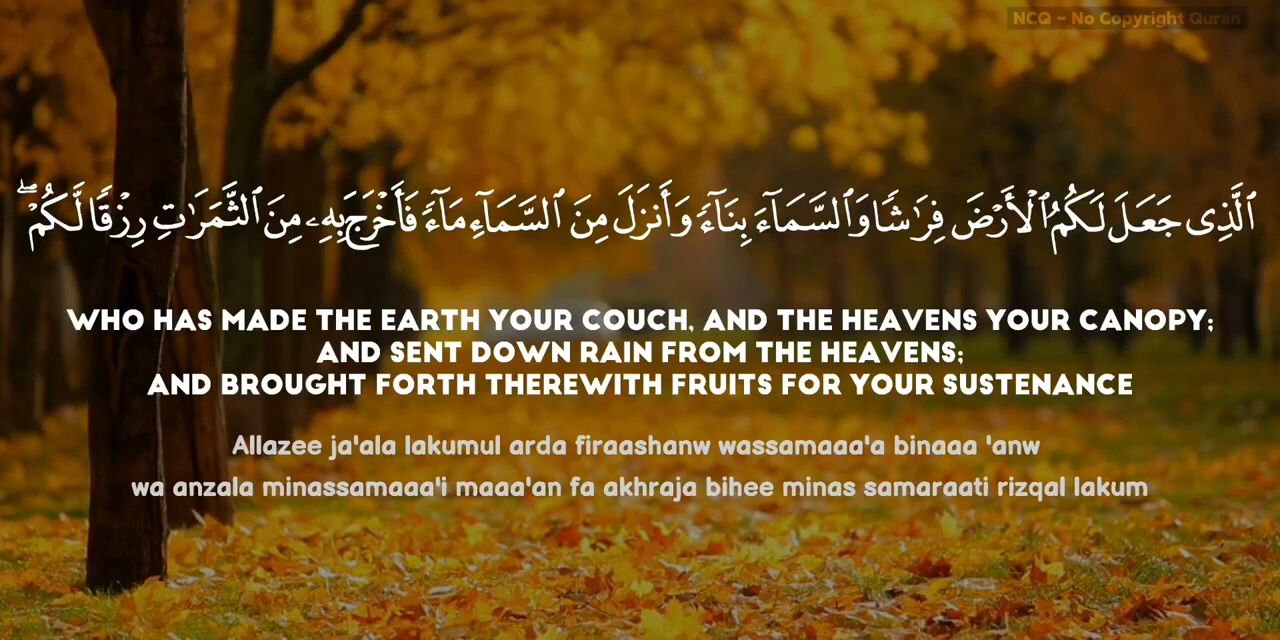 NCQ - No Copyright Quran
ٱلَّذِى جَعَلَ لَكُمُ ٱلْأَرْضَ فِرَٰشًا وَٱلسَّمَآءَ بِنَآءً وَأَنزَلَ مِنَ ٱلسَّمَآءِ مَآءً فَأَخْرَجَ بِهِۦ مِنَ ٱلثَّمَرَٰتِ رِزْقًا لَّكُمْ ۖ
WHO HAS MADE THE EARTH YOUR COUCH, AND THE HEAVENS YOUR CANOPY;
AND SENT DOWN RAIN FROM THE HEAVENS;
AND BROUGHT FORTH THEREWITH FRUITS FOR YOUR SUSTENANCE
Allazee ja'ala lakumul arda firaashanw wassamaaa'a binaaa 'anw
wa anzala minassamaaa'i maaa'an fa akhraja bihee minas samaraati rizqal lakum